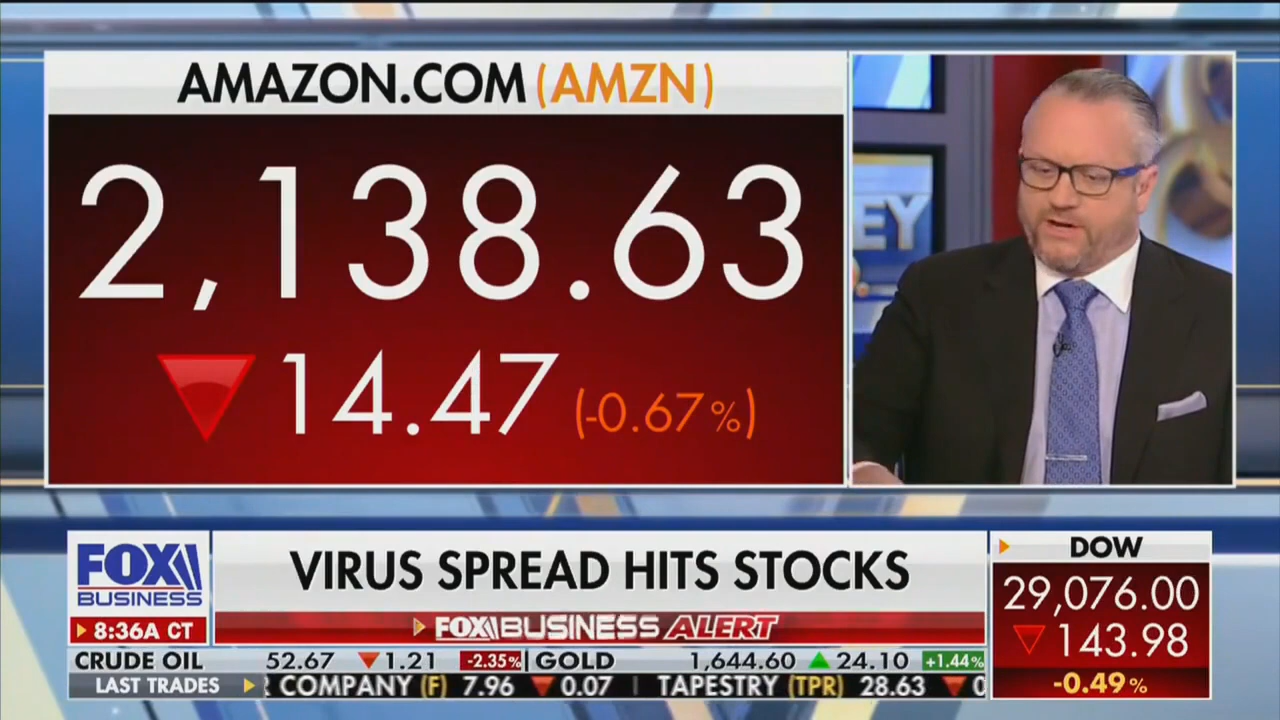 AMAZON.COM (AMZN)
2,138.63
14.47 (-0.67%)
EY
FOX
BUSINESS
8:36A CT
VIRUS SPREAD HITS STOCKS
FOX BUSINESS ALERT
DOW
29,076.00
143.98
-0.49%
CRUDE OIL 52.67 1.21 -2.35% GOLD 1,644.60 24.10 +1.44%
LAST TRADES COMPANY (F) 7.96 0.07 TAPESTRY (TPR) 28.63